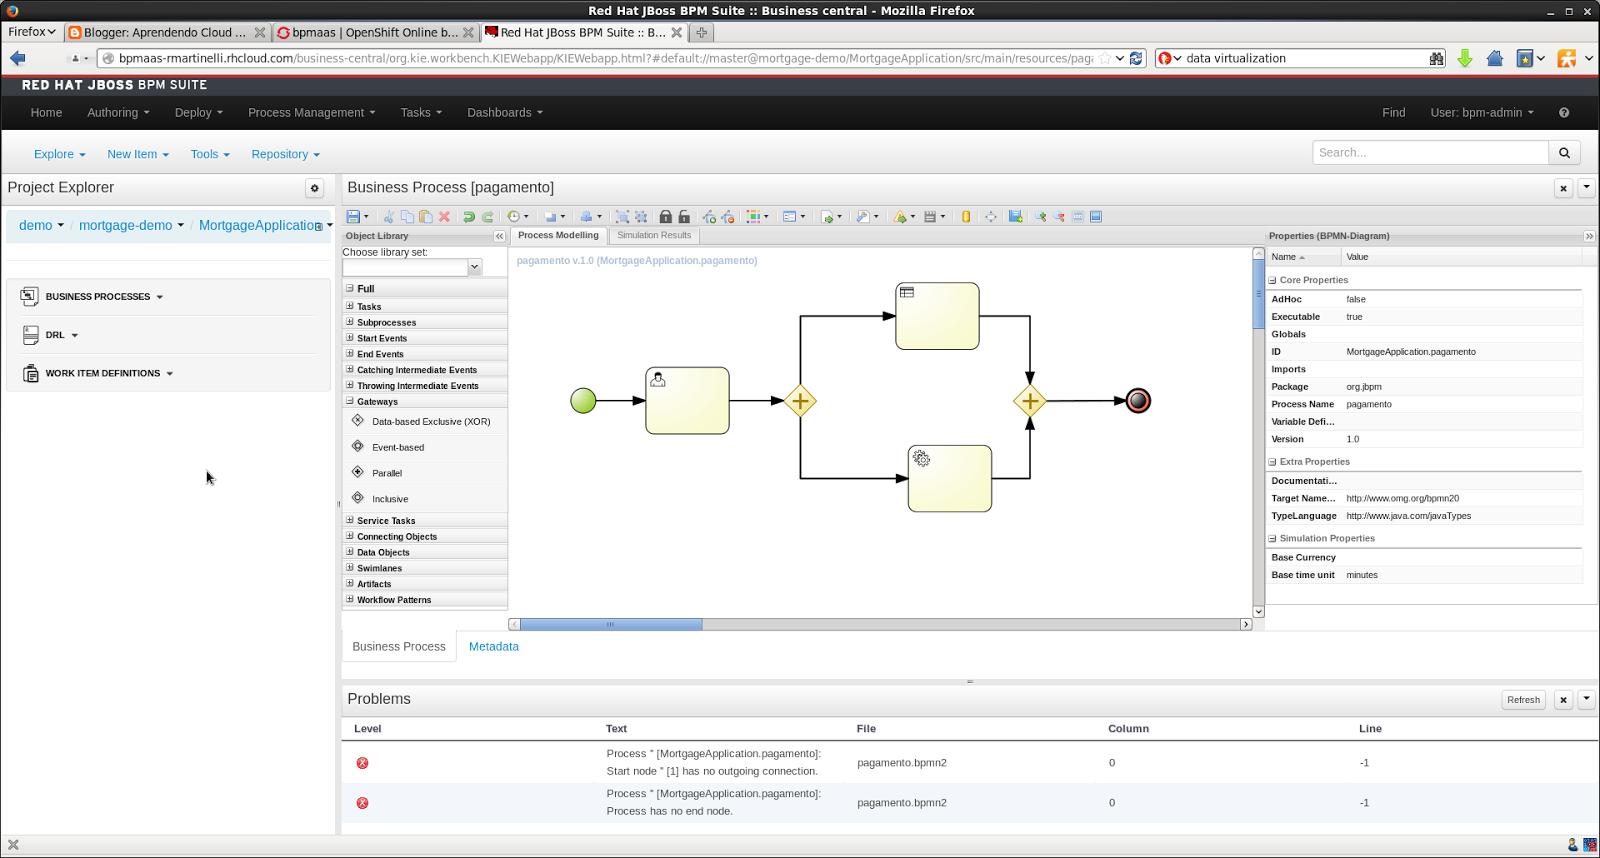 Red Hat JBoss BPM Suite :: Business central - Mozilla Firefox
Firefox
Blogger: Aprendendo Cloud ...
bpmaas | OpenShift Online b...
Red Hat JBoss BPM Suite :: B...
bpmaas-rmartinelli.rhcloud.com/business-central/org.kie.workbench.KIEWebapp/KIEWebapp.html?#default://master@mortgage-demo/MortgageApplication/src/main/resources/paga
data virtualization
RED HAT JBOSS BPM SUITE
Home Authoring Deploy Process Management Tasks Dashboards Find User: bpm-admin
Explore New Item Tools Repository Search...
Project Explorer
demo / mortgage-demo / MortgageApplication
BUSINESS PROCESSES
DRL
WORK ITEM DEFINITIONS
Business Process [pagamento]
Object Library
Choose library set:
Full
Tasks
Subprocesses
Start Events
End Events
Catching Intermediate Events
Throwing Intermediate Events
Gateways
Data-based Exclusive (XOR)
Event-based
Parallel
Inclusive
Service Tasks
Connecting Objects
Data Objects
Swimlanes
Artifacts
Workflow Patterns
Process Modelling Simulation Results
pagamento v.1.0 (MortgageApplication.pagamento)
Properties (BPMN-Diagram)
Name Value
Core Properties
AdHoc false
Executable true
Globals
ID MortgageApplication.pagamento
Imports
Package org.jbpm
Process Name pagamento
Variable Defi...
Version 1.0
Extra Properties
Documentati...
Target Name... http://www.omg.org/bpmn20
TypeLanguage http://www.java.com/javaTypes
Simulation Properties
Base Currency
Base time unit minutes
Business Process Metadata
Problems
Refresh
Level Text File Column Line
Process '' [MortgageApplication.pagamento]:
Start node '' [1] has no outgoing connection.
pagamento.bpmn2 0 -1
Process '' [MortgageApplication.pagamento]:
Process has no end node.
pagamento.bpmn2 0 -1